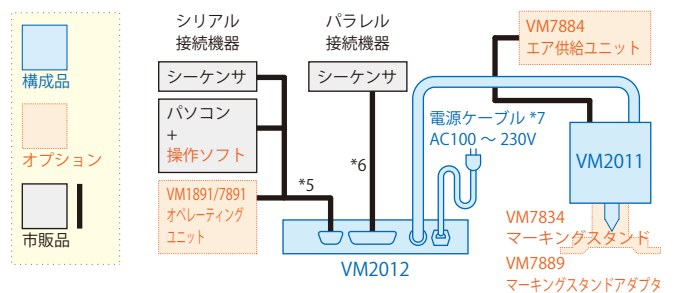 構成品
オプション
市販品
シリアル
接続機器
シーケンサ
パソコン
+
操作ソフト
VM1891/7891
オペレーティング
ユニット
パラレル
接続機器
シーケンサ
*5
*6
VM2012
電源ケーブル *7
AC100 ～ 230V
VM7884
エア供給ユニット
VM2011
VM7834
マーキングスタンド
VM7889
マーキングスタンドアダプタ